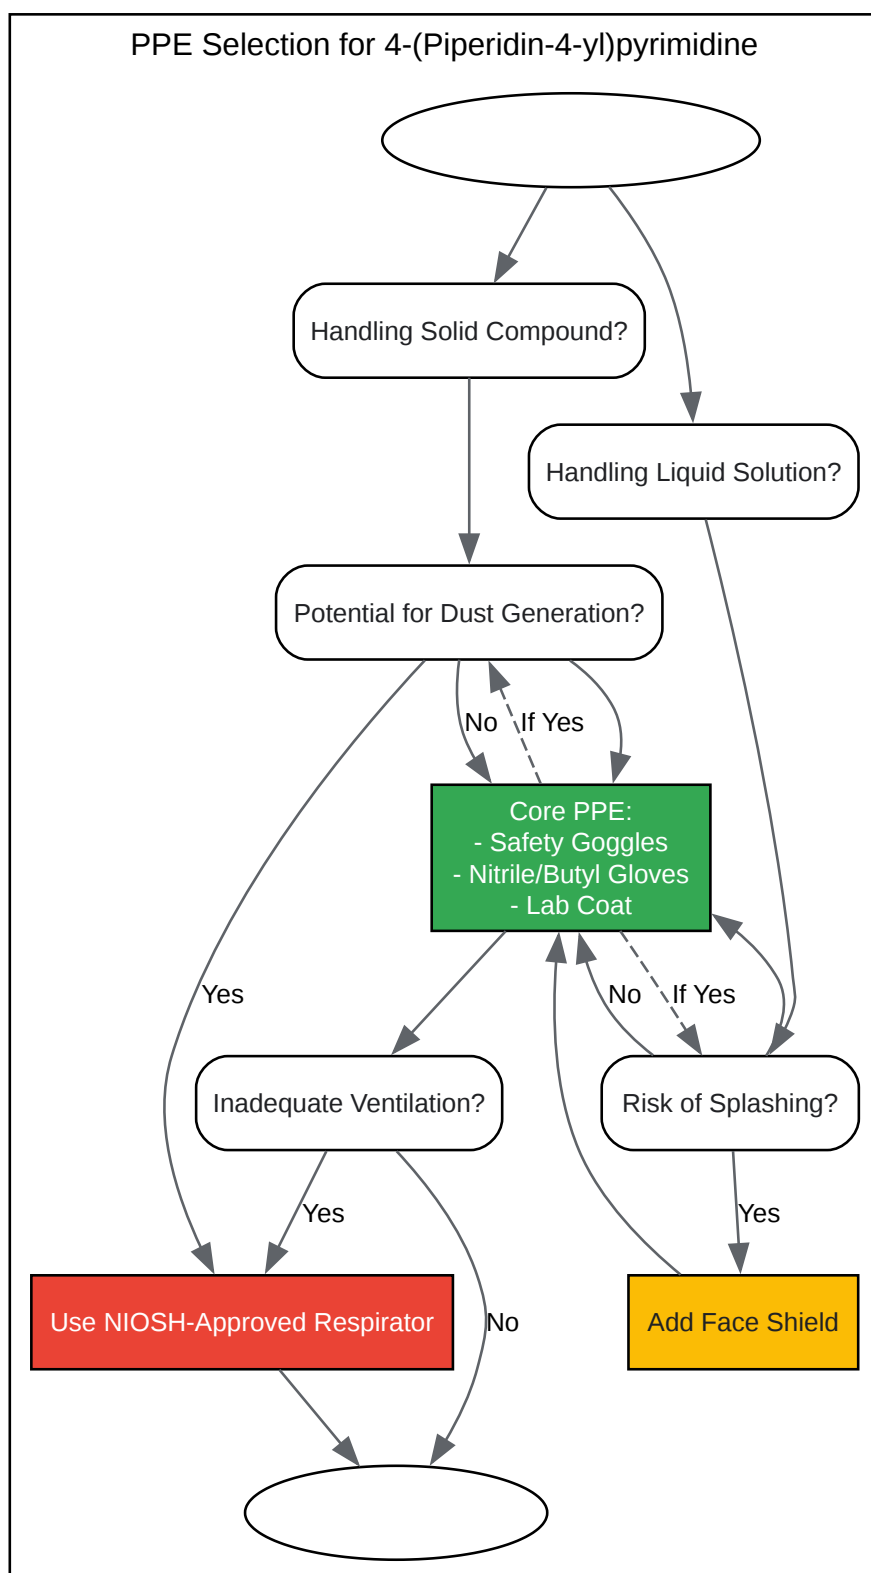 PPE Selection for 4-(Piperidin-4-yl)pyrimidine
Handling Solid Compound?
Handling Liquid Solution?
Potential for Dust Generation?
No
If Yes
Core PPE:
- Safety Goggles
- Nitrile/Butyl Gloves
- Lab Coat
Yes
No
If Yes
Inadequate Ventilation?
Risk of Splashing?
Yes
Yes
Use NIOSH-Approved Respirator
No
Add Face Shield